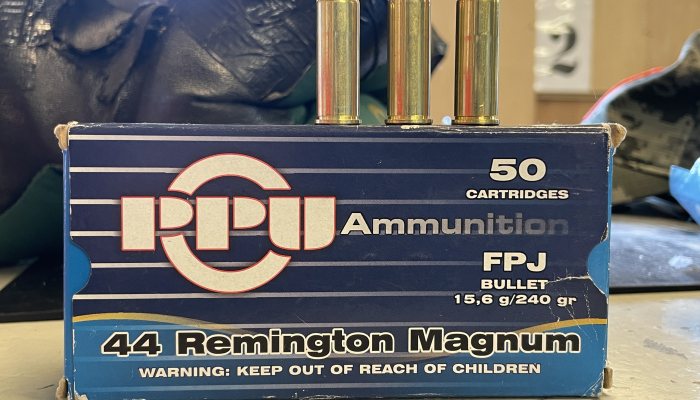 2
50
CARTRIDGES
PPU Ammunition
FPJ
BULLET
15,6 g/240 gr
44 Remington Magnum
WARNING: KEEP OUT OF REACH OF CHILDREN